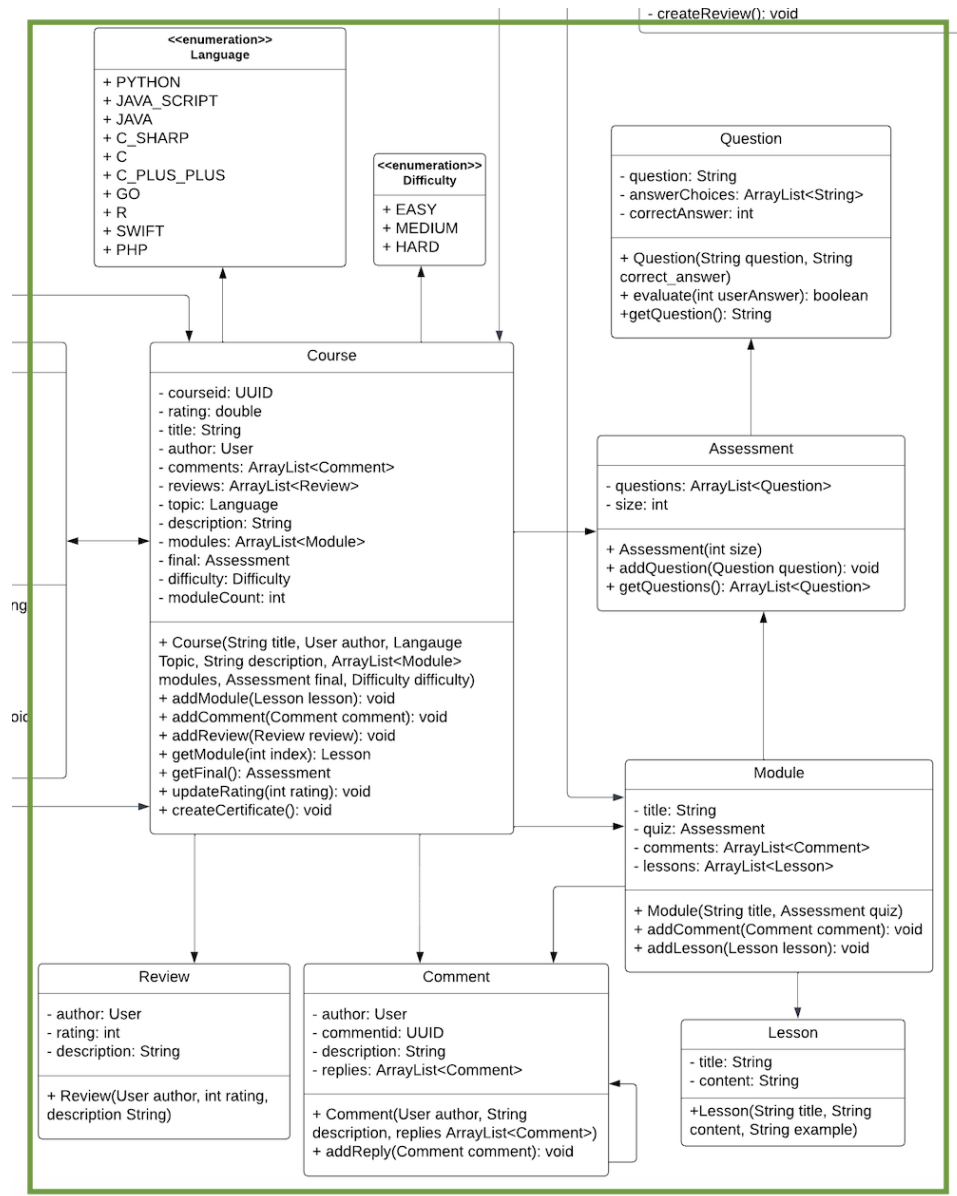 - createReview(): void
<<enumeration>>
Language
+ PYTHON
+ JAVA_SCRIPT
+ JAVA
+ C_SHARP
+ C
+ C_PLUS_PLUS
+ GO
+ R
+ SWIFT
+ PHP
<<enumeration>>
Difficulty
+ EASY
+ MEDIUM
+ HARD
Question
- question: String
- answerChoices: ArrayList<String>
- correctAnswer: int
+ Question(String question, String
correct_answer)
+ evaluate(int userAnswer): boolean
+getQuestion(): String
Course
- courseid: UUID
- rating: double
- title: String
- author: User
- comments: ArrayList<Comment>
- reviews: ArrayList<Review>
- topic: Language
- description: String
- modules: ArrayList<Module>
- final: Assessment
- difficulty: Difficulty
- moduleCount: int
+ Course(String title, User author, Langauge
Topic, String description, ArrayList<Module>
modules, Assessment final, Difficulty difficulty)
+ addModule(Lesson lesson): void
+ addComment(Comment comment): void
+ addReview(Review review): void
+ getModule(int index): Lesson
+ getFinal(): Assessment
+ updateRating(int rating): void
+ createCertificate(): void
Assessment
- questions: ArrayList<Question>
- size: int
+ Assessment(int size)
+ addQuestion(Question question): void
+ getQuestions(): ArrayList<Question>
Module
- title: String
- quiz: Assessment
- comments: ArrayList<Comment>
- lessons: ArrayList<Lesson>
+ Module(String title, Assessment quiz)
+ addComment(Comment comment): void
+ addLesson(Lesson lesson): void
Review
- author: User
- rating: int
- description: String
+ Review(User author, int rating,
description String)
Comment
- author: User
- commentid: UUID
- description: String
- replies: ArrayList<Comment>
+ Comment(User author, String
description, replies ArrayList<Comment>)
+ addReply(Comment comment): void
Lesson
- title: String
- content: String
+Lesson(String title, String
content, String example)